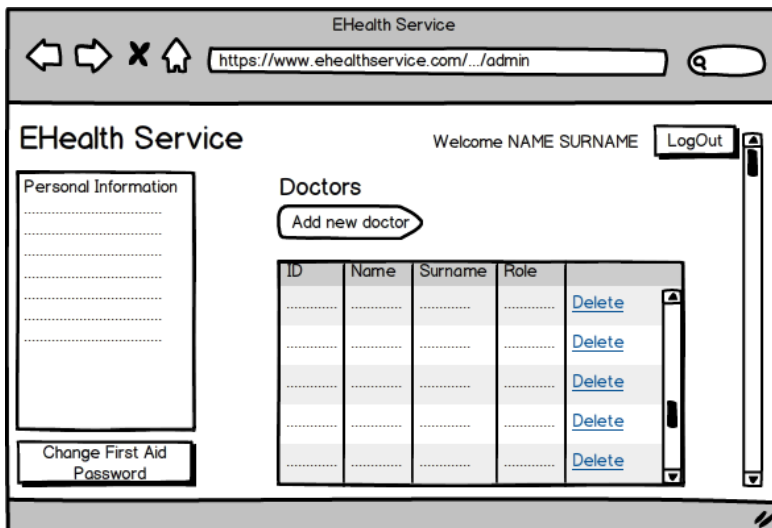 EHealth Service
https://www.ehealthservice.com/.../admin
EHealth Service
Welcome NAME SURNAME
LogOut
Personal Information
Doctors
Add new doctor
ID Name Surname Role
Delete
Delete
Delete
Delete
Delete
Change First Aid
Password